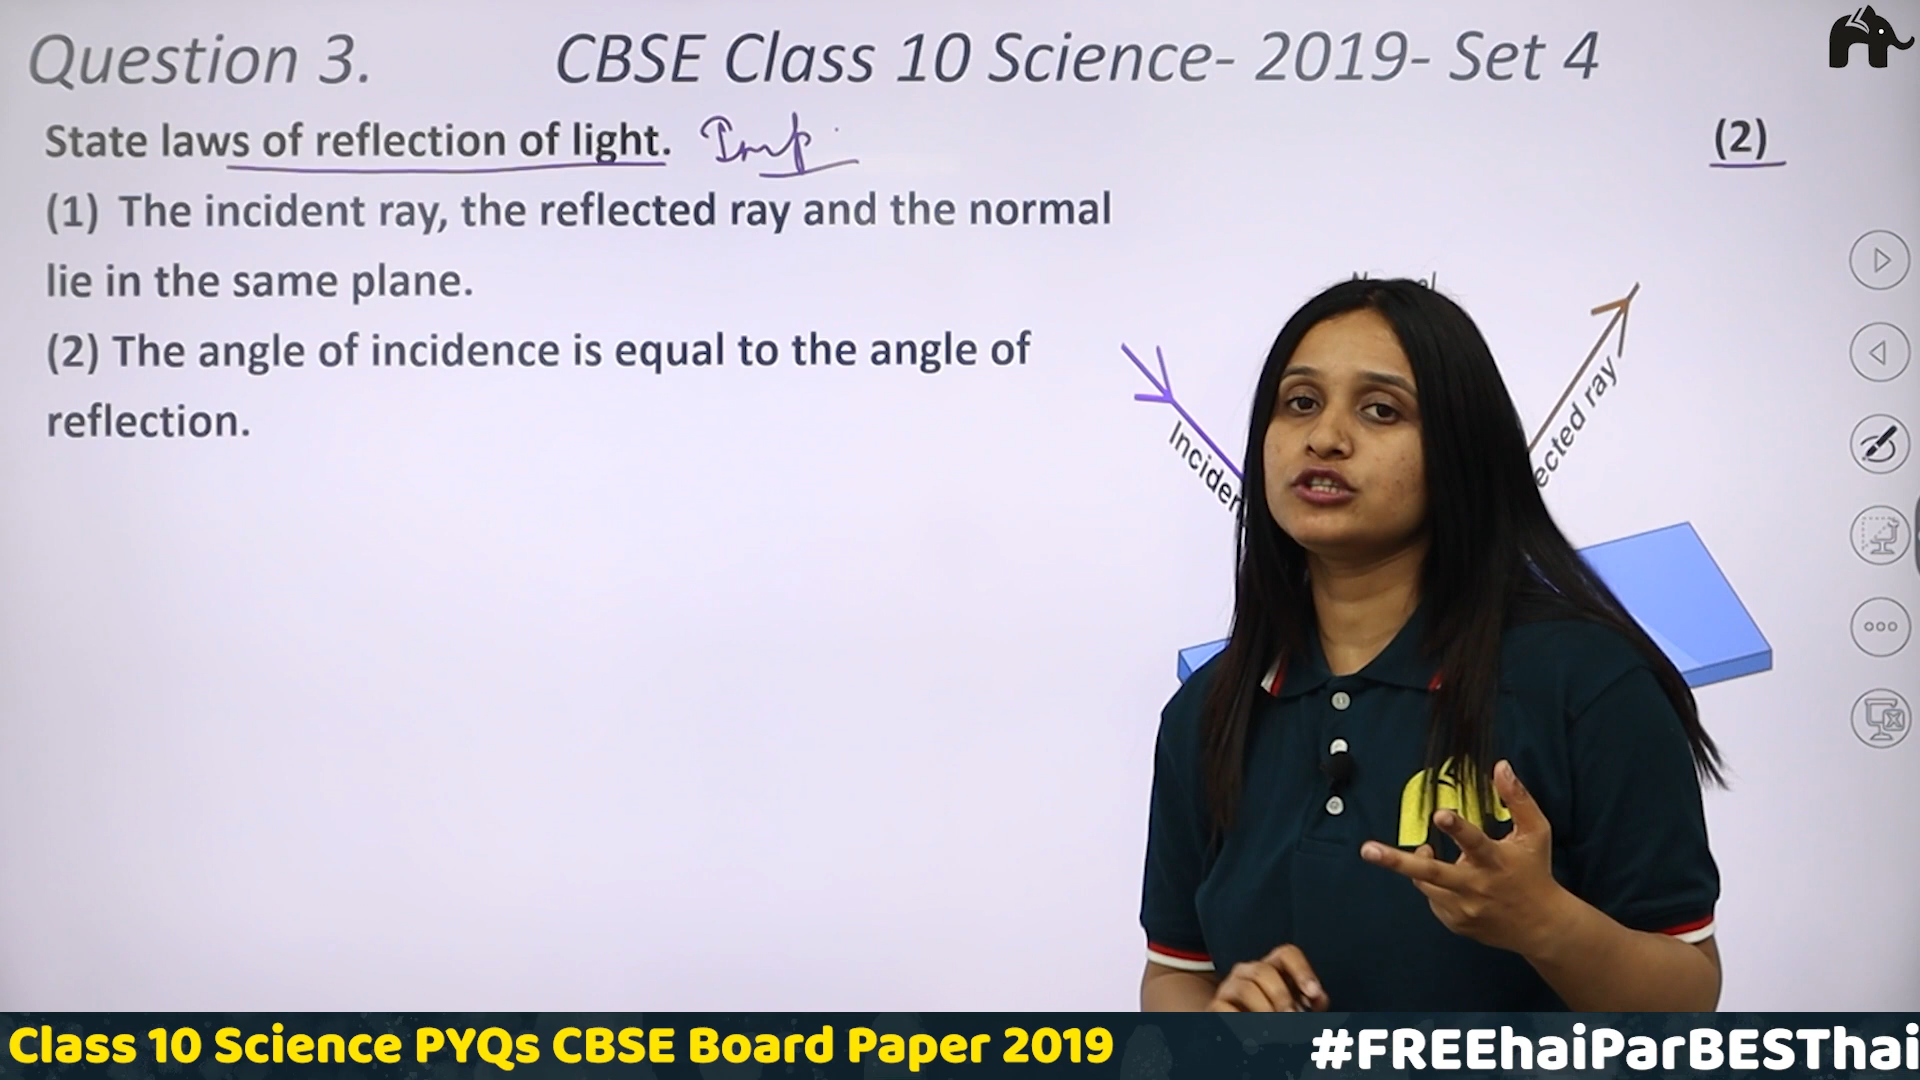 Question 3. CBSE Class 10 Science- 2019- Set 4
State laws of reflection of light. Imp. (2)
(1) The incident ray, the reflected ray and the normal
lie in the same plane.
(2) The angle of incidence is equal to the angle of
reflection.
ray
Class 10 Science PYQs CBSE Board Paper 2019 #FREEhaiParBESThai